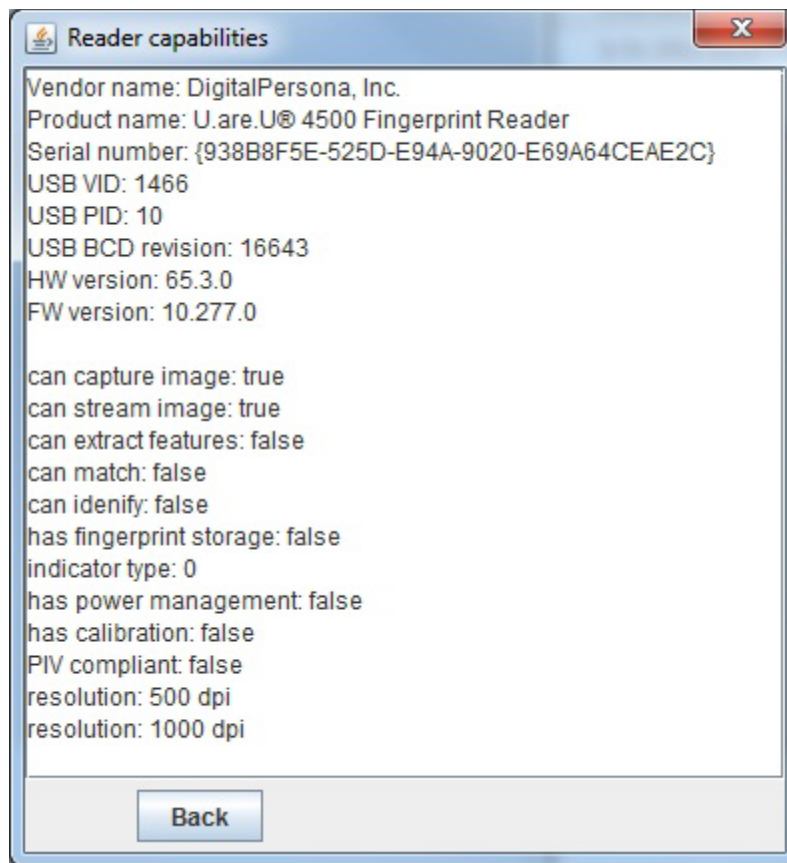 Reader capabilities
Vendor name: DigitalPersona, Inc.
Product name: U.are.U® 4500 Fingerprint Reader
Serial number: {938B8F5E-525D-E94A-9020-E69A64CEAE2C}
USB VID: 1466
USB PID: 10
USB BCD revision: 16643
HW version: 65.3.0
FW version: 10.277.0
can capture image: true
can stream image: true
can extract features: false
can match: false
can idenify: false
has fingerprint storage: false
indicator type: 0
has power management: false
has calibration: false
PIV compliant: false
resolution: 500 dpi
resolution: 1000 dpi
Back